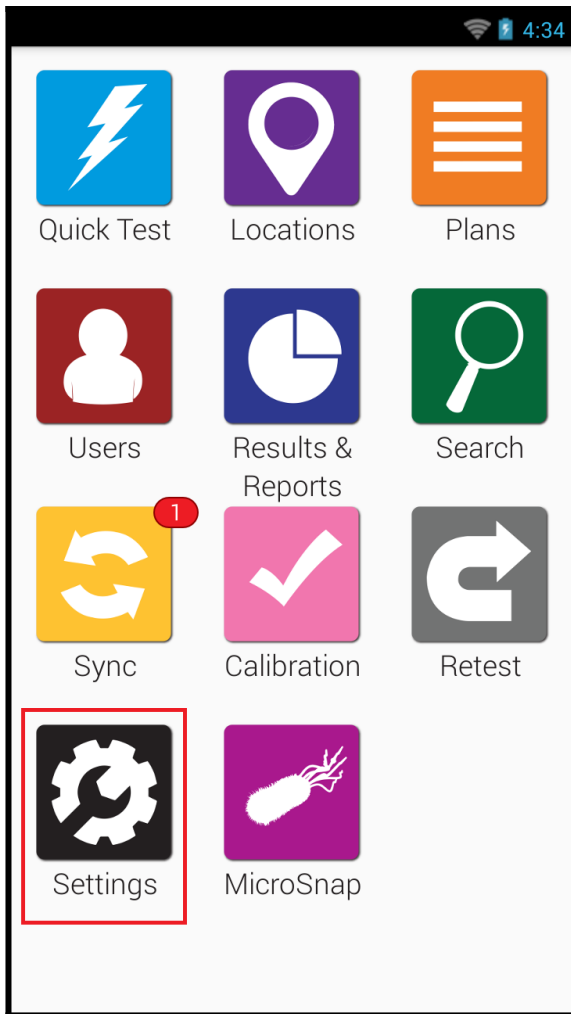 4:34
Quick Test
Locations
Plans
Users
Results &
Reports
Search
1
Sync
Calibration
Retest
Settings
MicroSnap